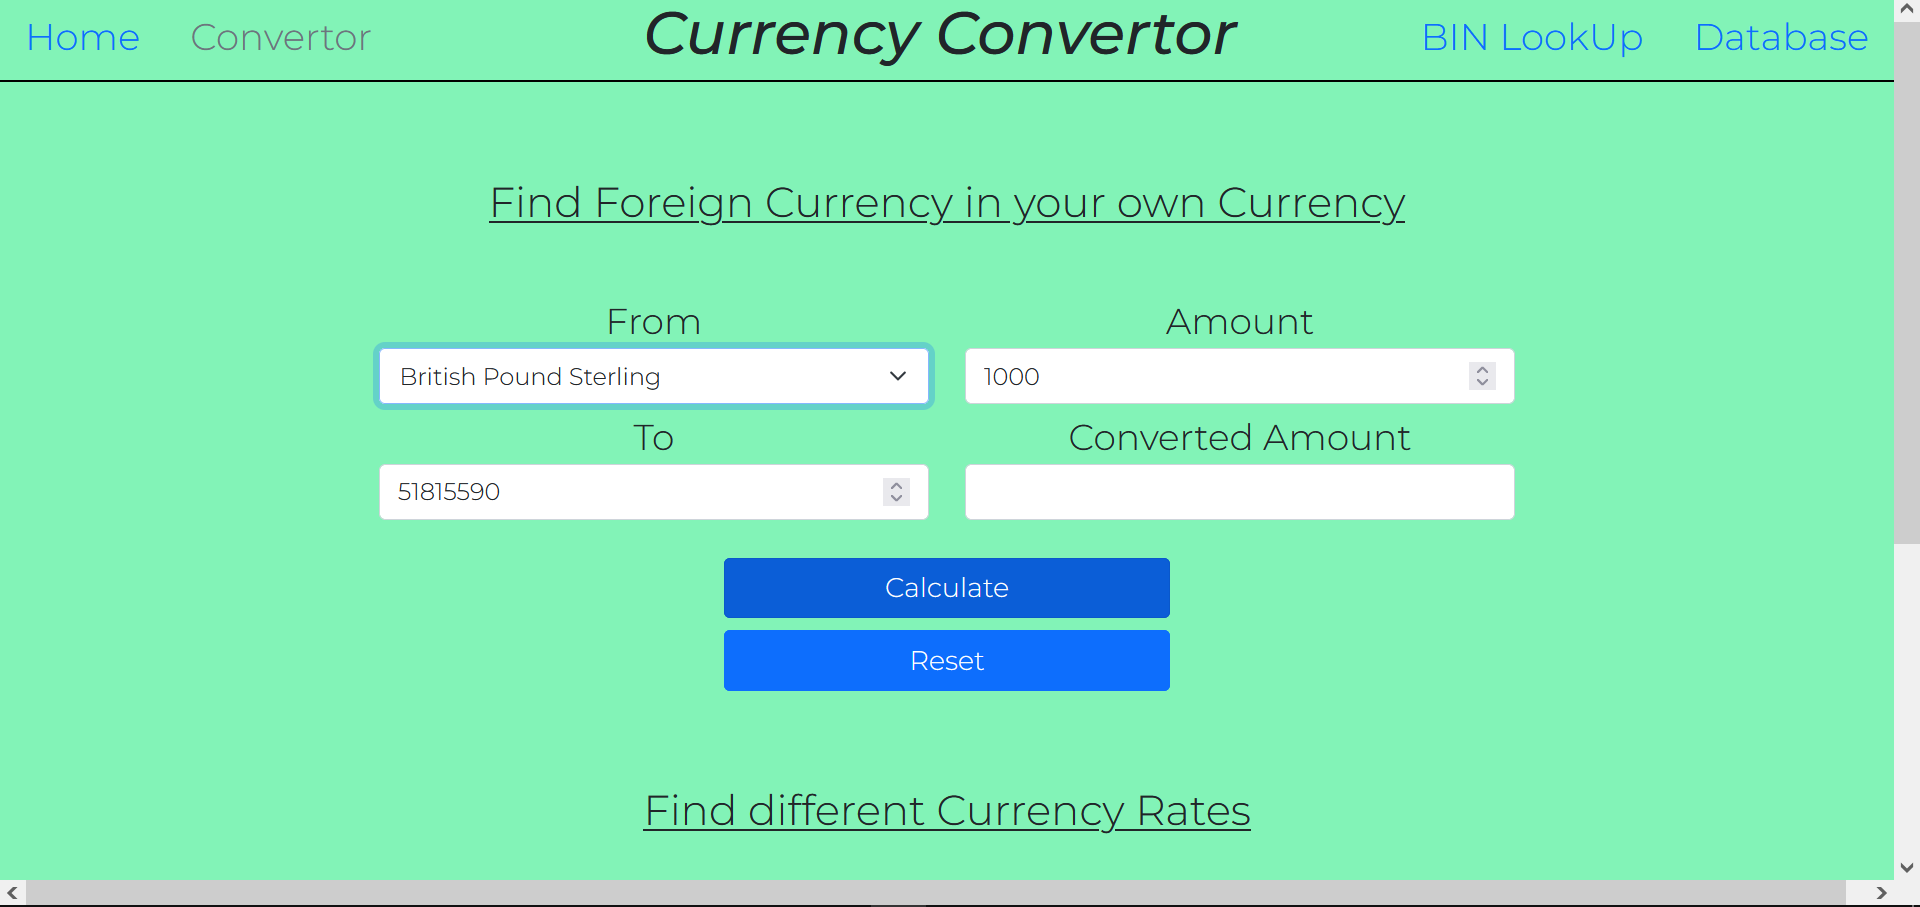 Home Convertor Currency Convertor BIN LookUp Database
Find Foreign Currency in your own Currency
From Amount
British Pound Sterling 1000
To Converted Amount
51815590
Calculate
Reset
Find different Currency Rates